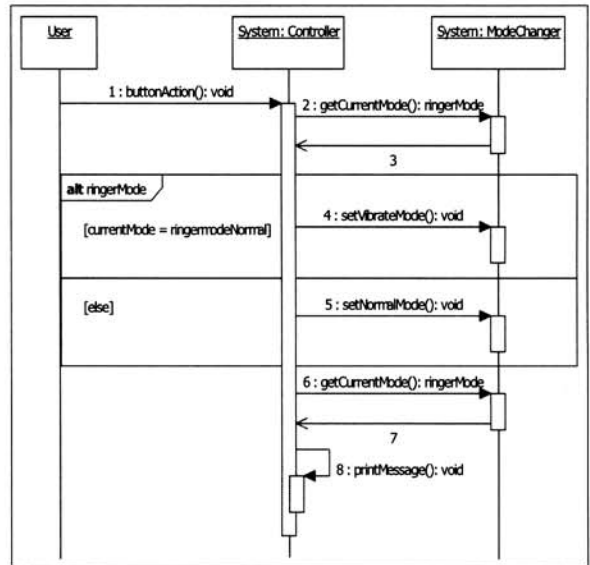 User
System: Controller
System: ModeChanger
1 : buttonAction(): void
2 : getCurrentMode(): ringerMode
3
alt ringerMode
[currentMode = ringermodeNormal]
4 : setVibrateMode(): void
[else]
5 : setNormalMode(): void
6 : getCurrentMode(): ringerMode
7
8 : printMessage(): void